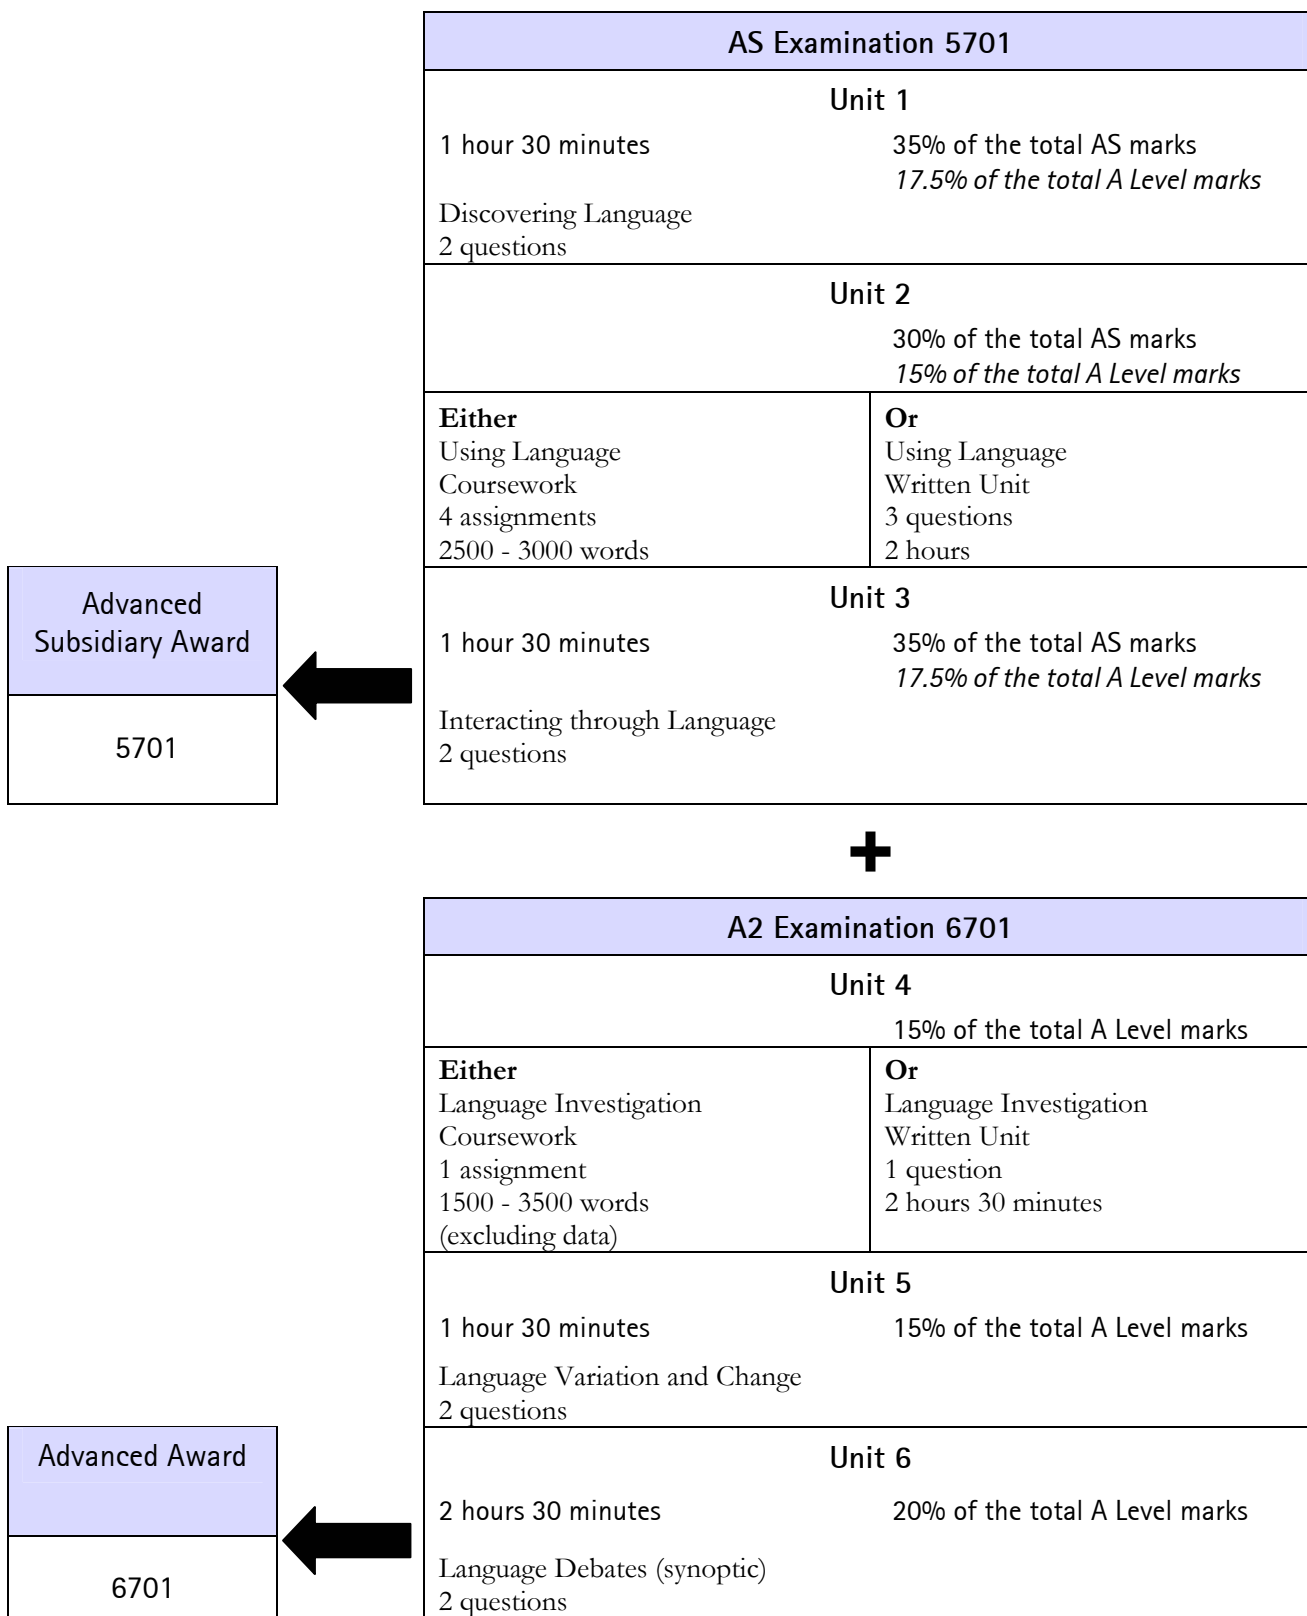 AS Examination 5701
Unit 1
1 hour 30 minutes 35% of the total AS marks
17.5% of the total A Level marks
Discovering Language
2 questions
Unit 2
30% of the total AS marks
15% of the total A Level marks
Either
Using Language
Coursework
4 assignments
2500 - 3000 words
Or
Using Language
Written Unit
3 questions
2 hours
Unit 3
1 hour 30 minutes 35% of the total AS marks
17.5% of the total A Level marks
Interacting through Language
2 questions
Advanced
Subsidiary Award
5701
+
A2 Examination 6701
Unit 4
15% of the total A Level marks
Either
Language Investigation
Coursework
1 assignment
1500 - 3500 words
(excluding data)
Or
Language Investigation
Written Unit
1 question
2 hours 30 minutes
Unit 5
1 hour 30 minutes 15% of the total A Level marks
Language Variation and Change
2 questions
Unit 6
2 hours 30 minutes 20% of the total A Level marks
Language Debates (synoptic)
2 questions
Advanced Award
6701